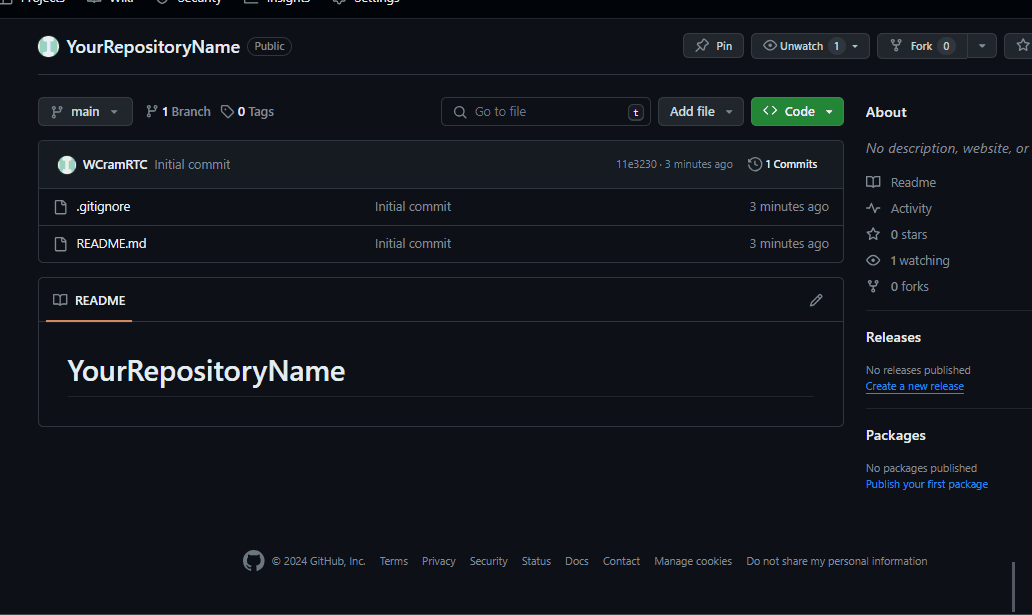 Projects Wiki Security Insights Settings
YourRepositoryName Public Pin Unwatch 1 Fork 0
main 1 Branch 0 Tags Go to file t Add file Code
WCramRTC Initial commit 11e3230 · 3 minutes ago 1 Commits
.gitignore Initial commit 3 minutes ago
README.md Initial commit 3 minutes ago
README
YourRepositoryName
About
No description, website, or
Readme
Activity
0 stars
1 watching
0 forks
Releases
No releases published
Create a new release
Packages
No packages published
Publish your first package
© 2024 GitHub, Inc. Terms Privacy Security Status Docs Contact Manage cookies Do not share my personal information